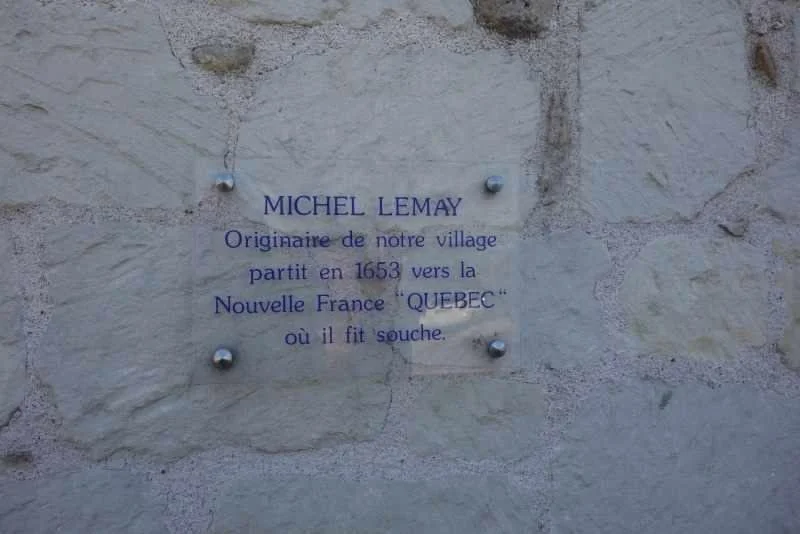 MICHEL LEMAY
Originaire de notre village
partit en 1653 vers la
Nouvelle France “QUEBEC“
où il fit souche.